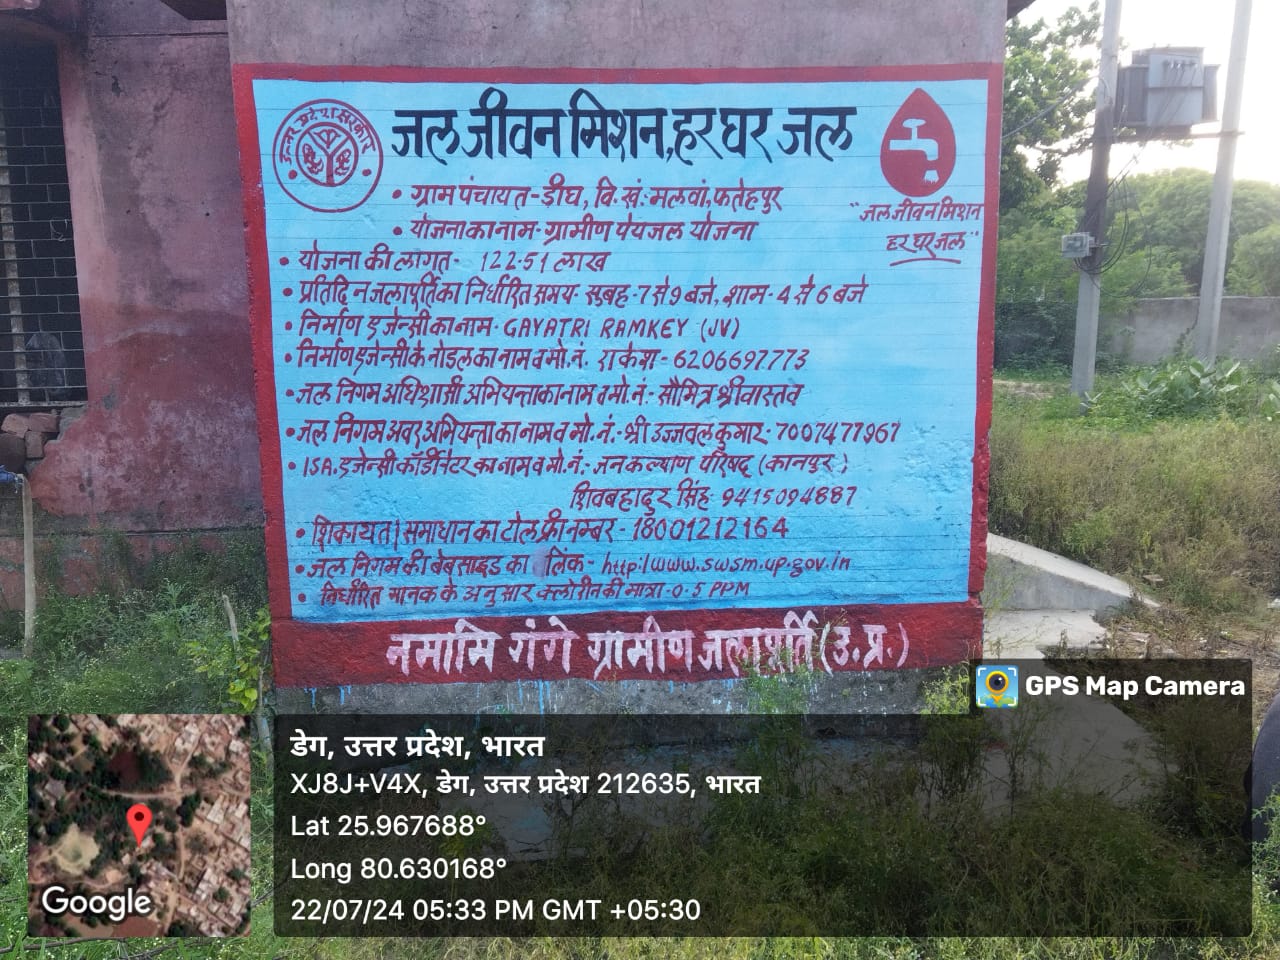 उत्तर प्रदेश सरकार
जल जीवन मिशन, हर घर जल
• ग्राम पंचायत- डीघ, वि.खं.: मलवां, फतेहपुर
• योजना का नाम- ग्रामीण पेयजल योजना
"जल जीवन मिशन
हर घर जल"
• योजना की लागत- 122.51 लाख
• प्रतिदिन जलापूर्ति का निर्धारित समय- सुबह-7 से 9 बजे, शाम-4 से 6 बजे
• निर्माण एजेन्सी का नाम- GAYATRI RAMKEY (JV)
• निर्माण एजेन्सी के नोडल का नाम व मो.नं. राकेश- 6206697773
• जल निगम अधिशासी अभियन्ता का नाम व मो.नं.- सौमित्र श्रीवास्तव
• जल निगम अवर अभियन्ता का नाम व मो.नं.- श्री उज्जवल कुमार- 7007477967
• ISA. एजेन्सी कॉर्डीनेटर का नाम व मो.नं.- जन कल्याण परिषद (कानपुर)
शिवबहादुर सिंह- 9415094887
• शिकायत| समाधान का टोल फ्री नम्बर- 18001212164
• जल निगम की बेबसाइड का लिंक- http:/www.swsm.up.gov.in
• निर्धारित मानक के अनुसार क्लोरीन की मात्रा-0.5 PPM
नमामि गंगे ग्रामीण जलापूर्ति (उ.प्र.)
GPS Map Camera
डेग, उत्तर प्रदेश, भारत
XJ8J+V4X, डेग, उत्तर प्रदेश 212635, भारत
Lat 25.967688°
Long 80.630168°
22/07/24 05:33 PM GMT +05:30
Google